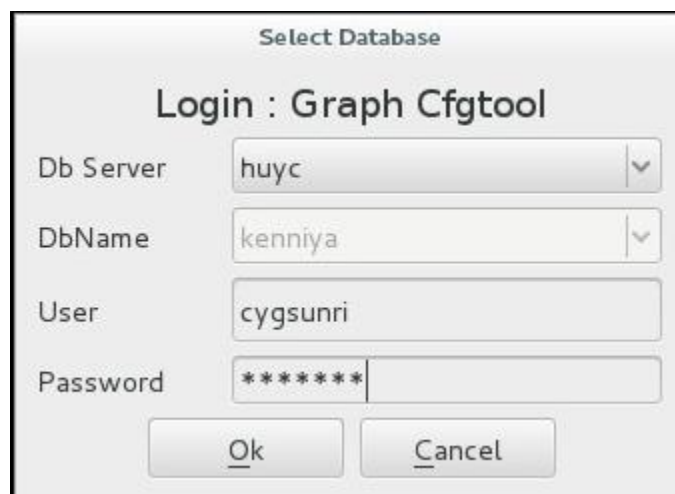 Select Database
Login : Graph Cfgtool
Db Server huyc
DbName kenniya
User cygsunri
Password *******
Ok Cancel